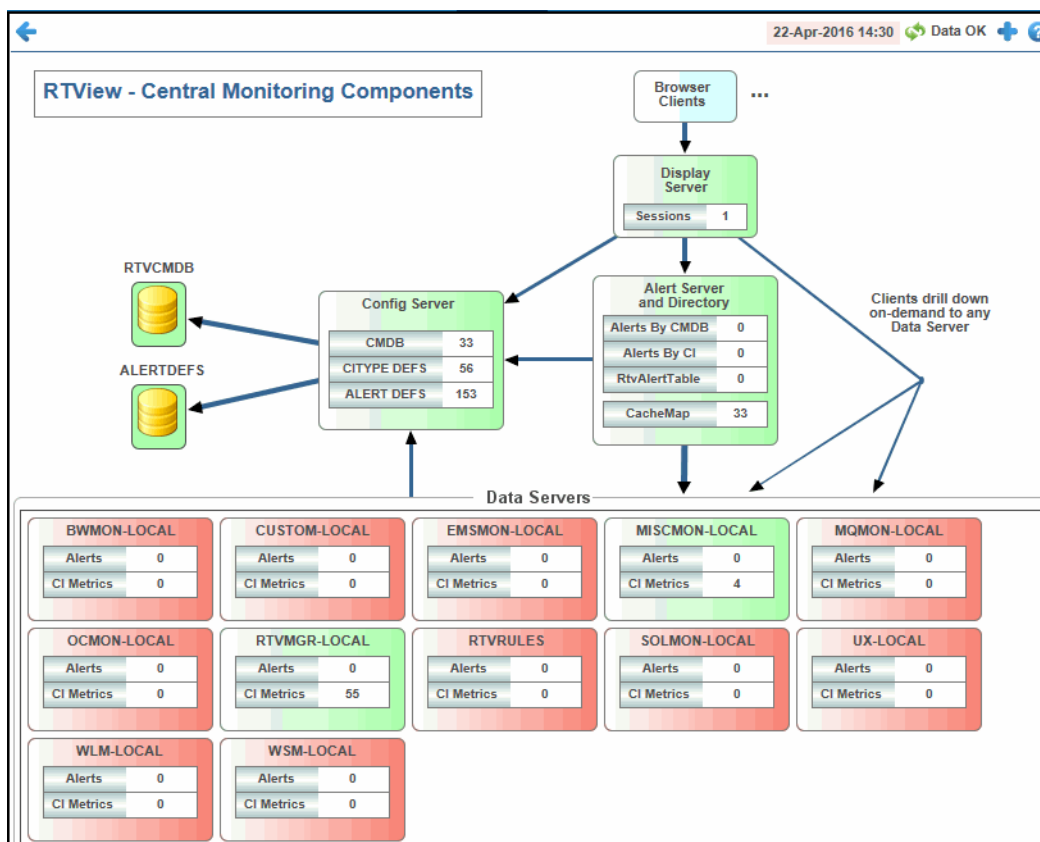 22-Apr-2016 14:30 Data OK
RTView - Central Monitoring Components
Browser
Clients
...
Display
Server
Sessions 1
RTVCMDB
ALERTDEFS
Config Server
CMDB 33
CITYPE DEFS 56
ALERT DEFS 153
Alert Server
and Directory
Alerts By CMDB 0
Alerts By CI 0
RtvAlertTable 0
CacheMap 33
Clients drill down
on-demand to any
Data Server
Data Servers
BWMON-LOCAL
Alerts 0
CI Metrics 0
CUSTOM-LOCAL
Alerts 0
CI Metrics 0
EMSMON-LOCAL
Alerts 0
CI Metrics 0
MISCMON-LOCAL
Alerts 0
CI Metrics 4
MQMON-LOCAL
Alerts 0
CI Metrics 0
OCMON-LOCAL
Alerts 0
CI Metrics 0
RTVMGR-LOCAL
Alerts 0
CI Metrics 55
RTVRULES
Alerts 0
CI Metrics 0
SOLMON-LOCAL
Alerts 0
CI Metrics 0
UX-LOCAL
Alerts 0
CI Metrics 0
WLM-LOCAL
Alerts 0
CI Metrics 0
WSM-LOCAL
Alerts 0
CI Metrics 0